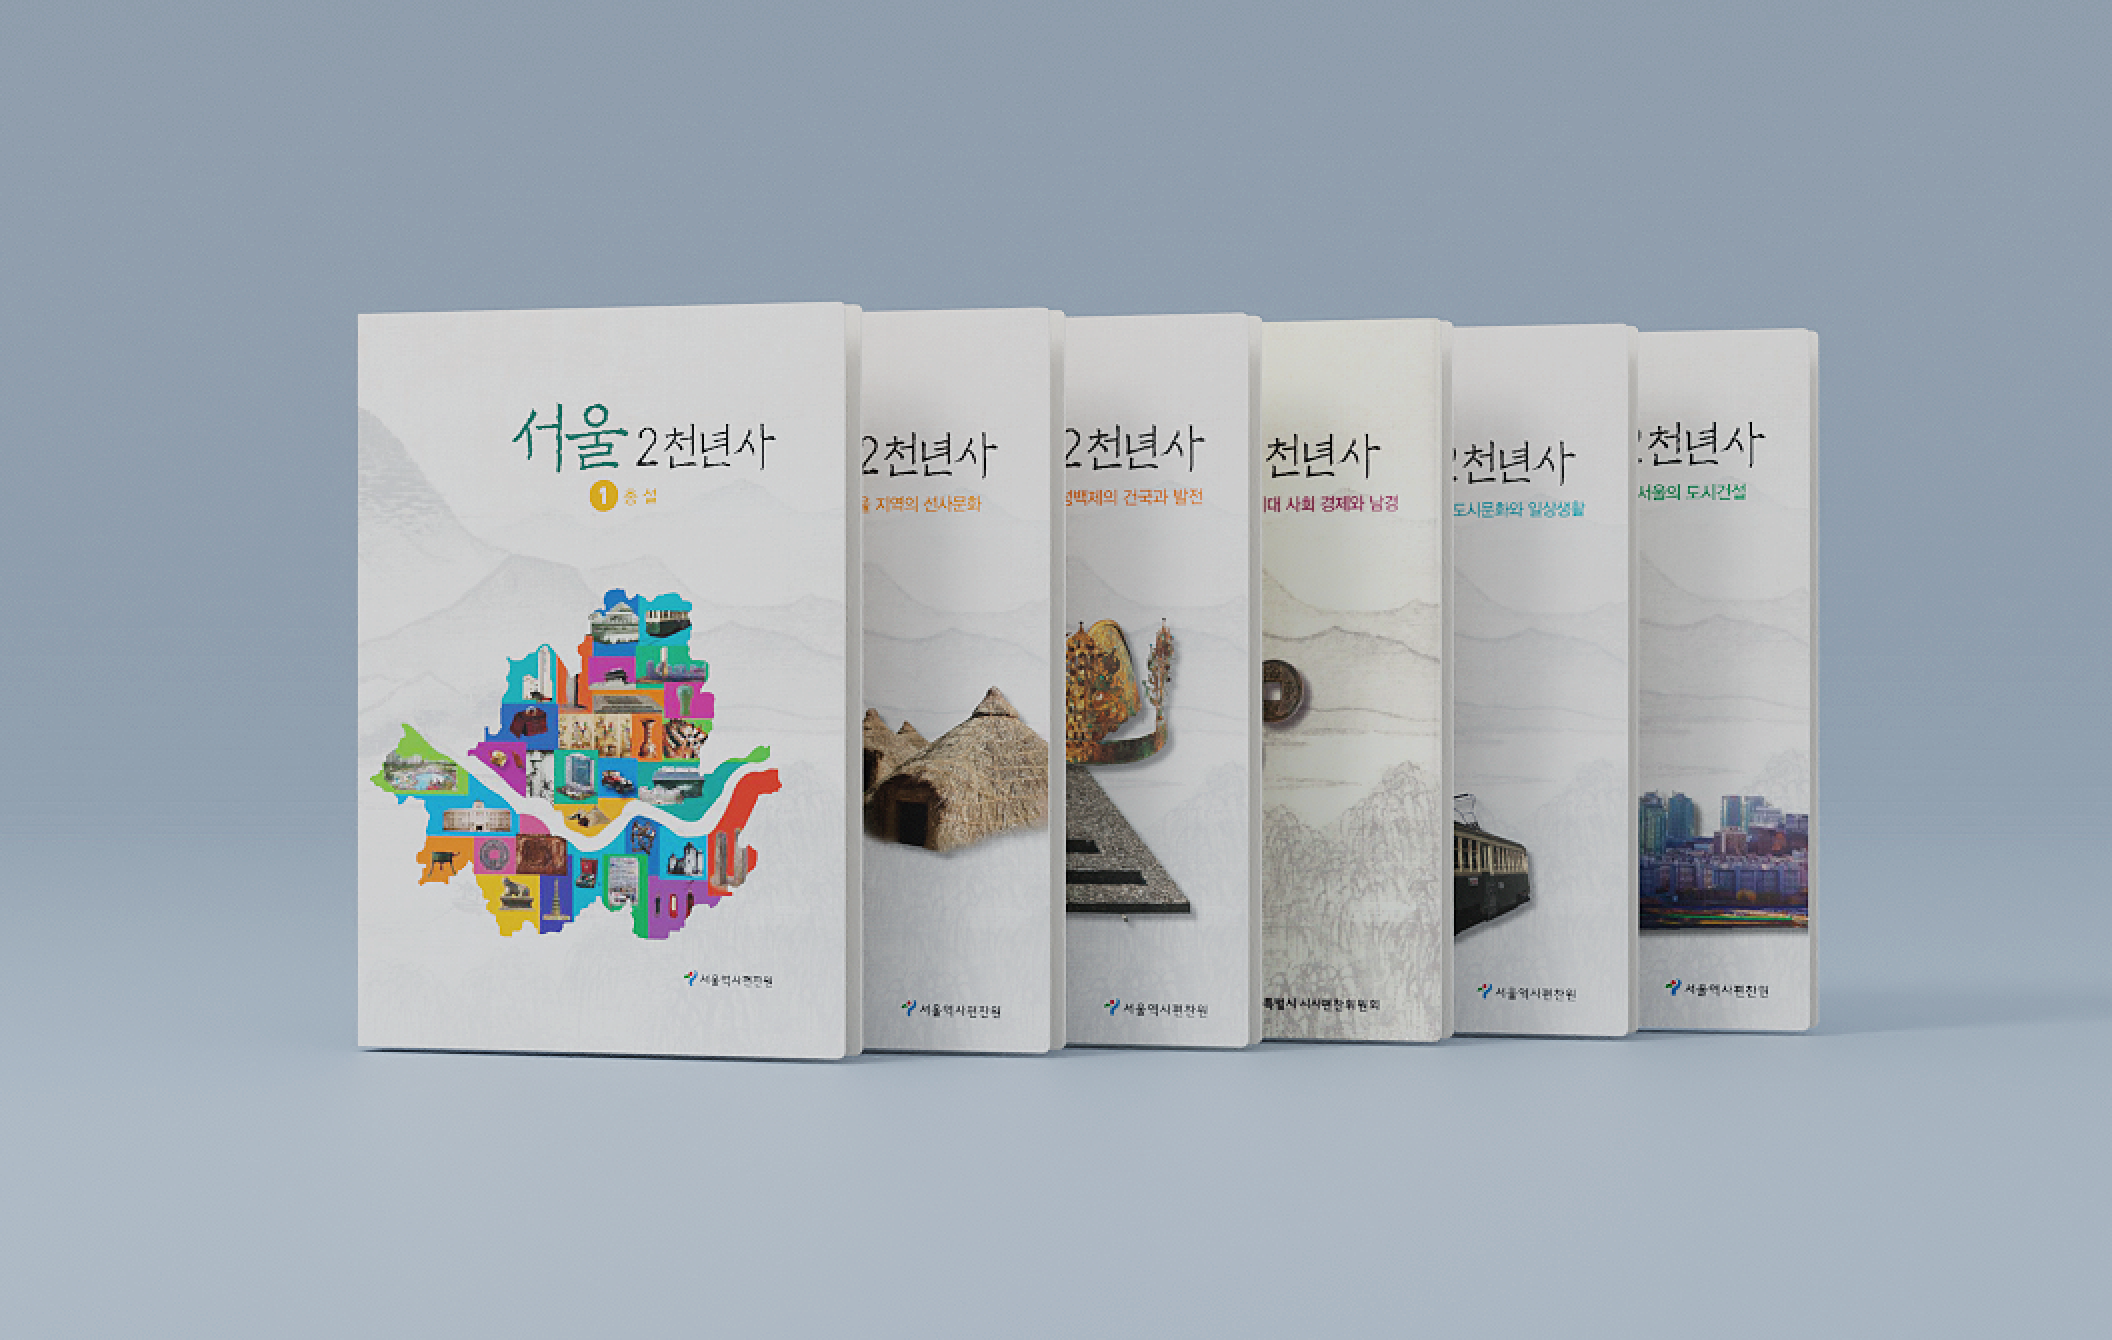 서울 2천년사
1 총설
서울역사편찬원
2천년사
울 지역의 선사문화
서울역사편찬원
2천년사
성백제의 건국과 발전
서울역사편찬원
천년사
시대 사회 경제와 남경
특별시 시사편찬위원회
2천년사
도시문화와 일상생활
서울역사편찬원
2천년사
서울의 도시건설
서울역사편찬원